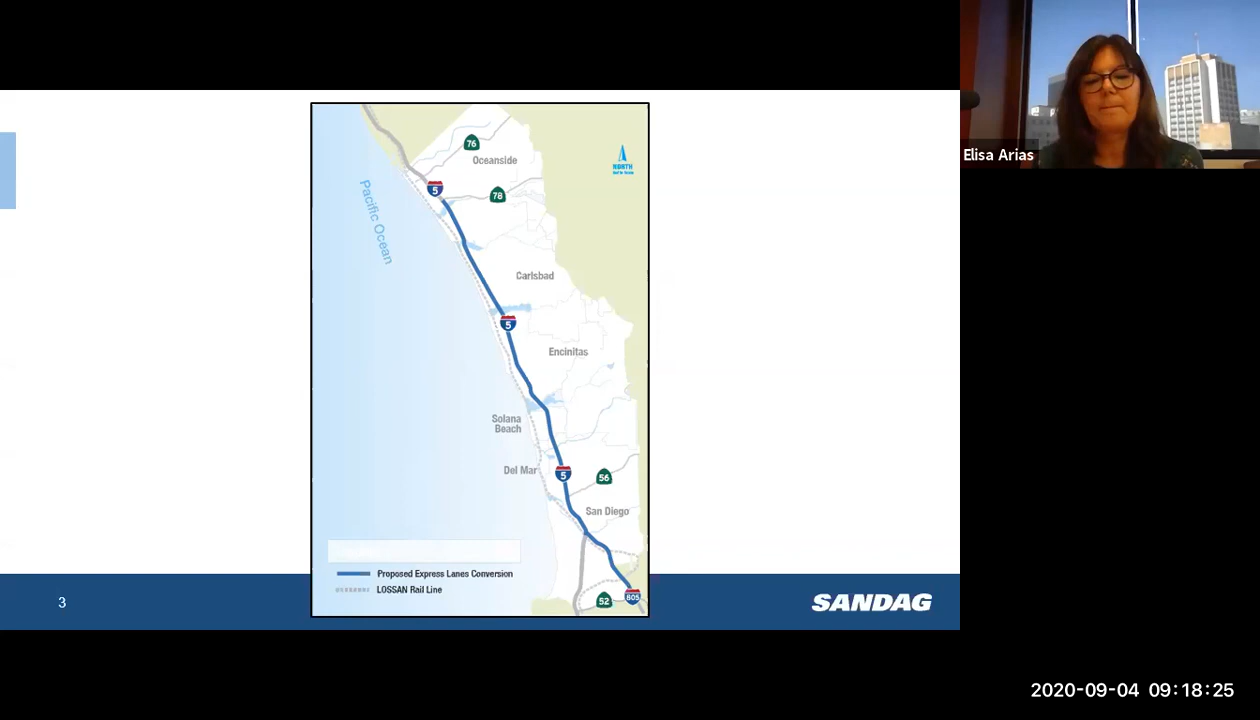 76
Oceanside
NORTH
5
78
Pacific Ocean
Carlsbad
5
Encinitas
Solana
Beach
Del Mar
5
56
San Diego
Proposed Express Lanes Conversion
LOSSAN Rail Line
52
805
3
SANDAG
Elisa Arias
2020-09-04 09:18:25